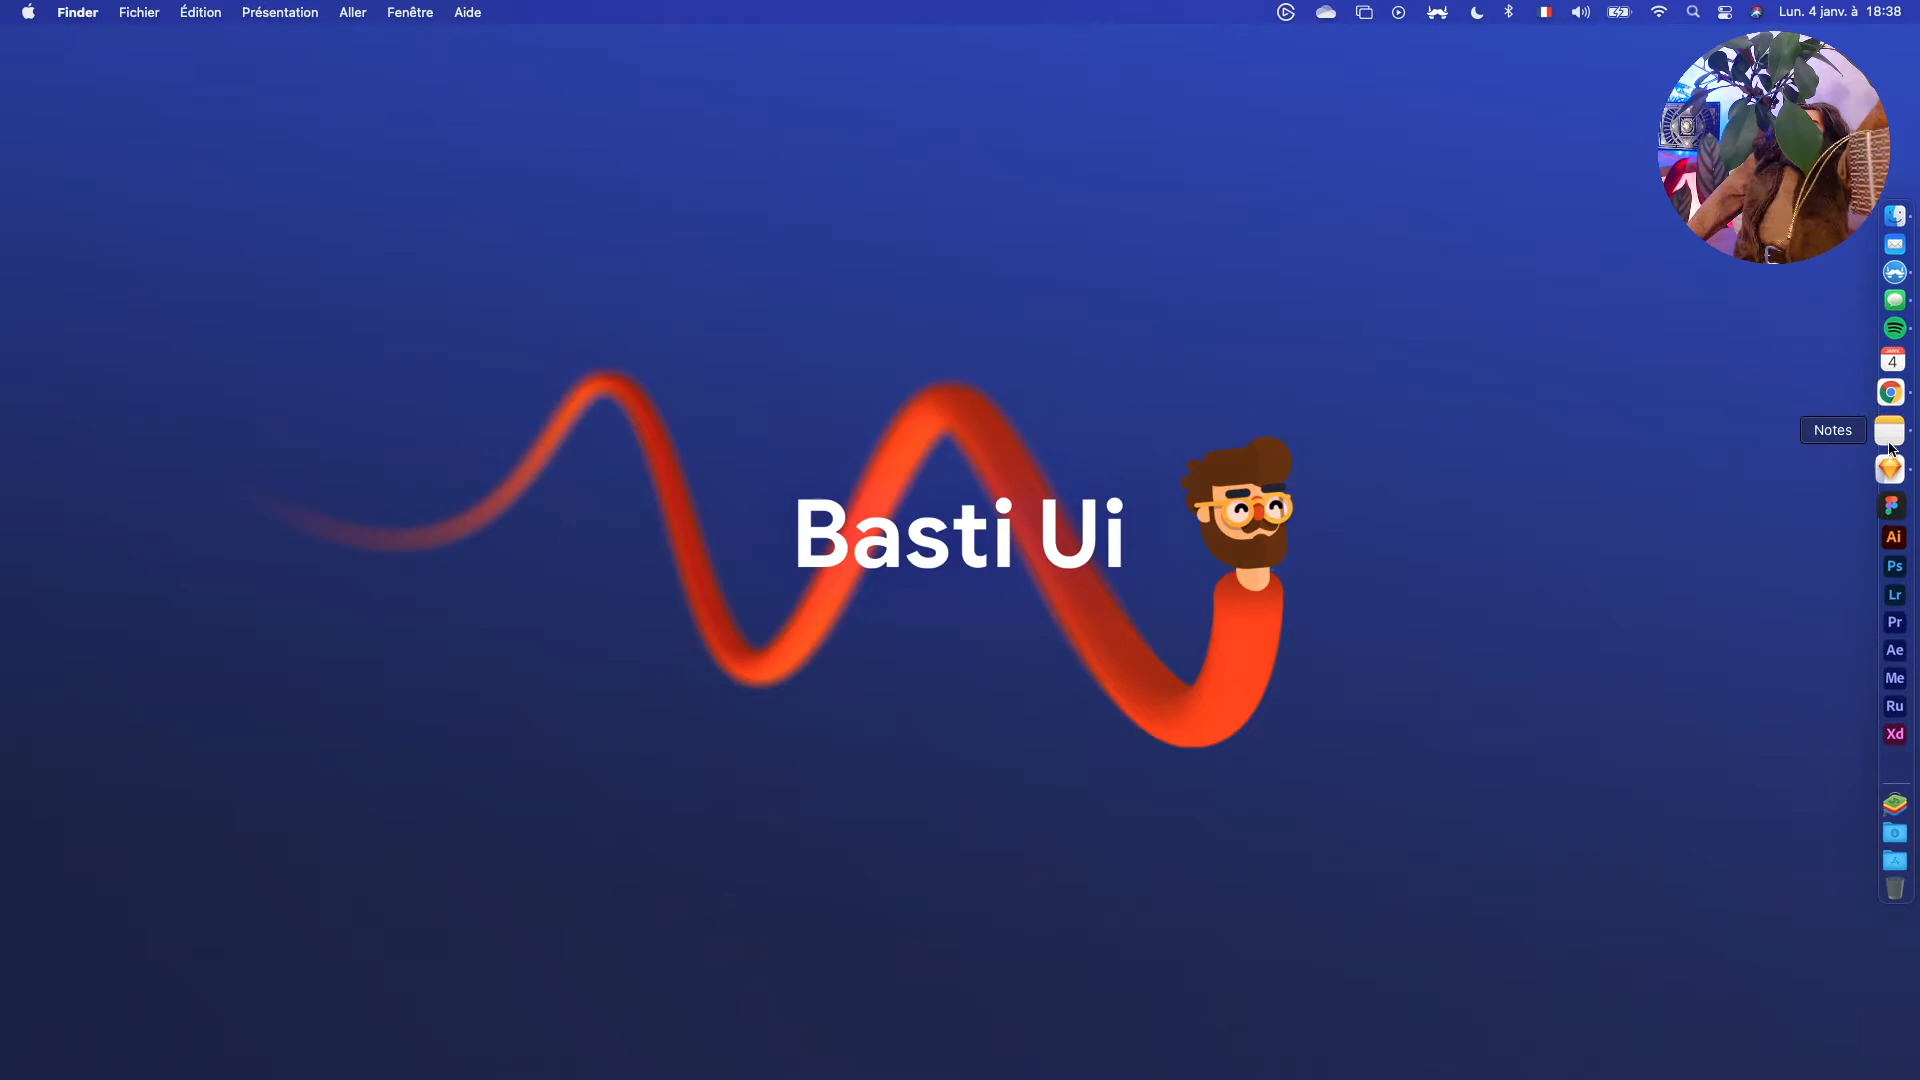 Finder Fichier Édition Présentation Aller Fenêtre Aide
Lun. 4 janv. à 18:38
4
Notes
Basti Ui
Ai
Ps
Lr
Pr
Ae
Me
Ru
Xd